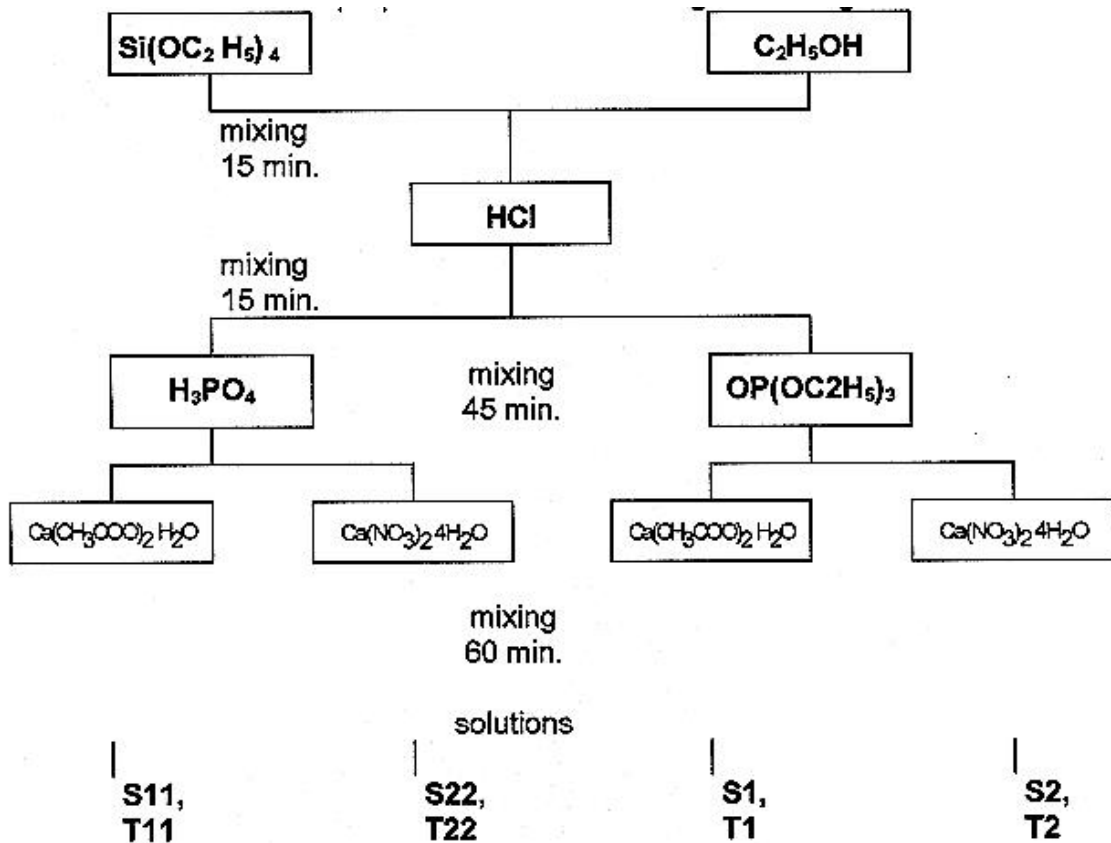 Si(OC₂ H₅) ₄
C₂H₅OH
mixing
15 min.
HCl
mixing
15 min.
H₃PO₄
mixing
45 min.
OP(OC2H₅)₃
Ca(CH₃COO)₂ H₂O
Ca(NO₃)₂ 4H₂O
Ca(CH₃COO)₂ H₂O
Ca(NO₃)₂ 4H₂O
mixing
60 min.
solutions
S11,
T11
S22,
T22
S1,
T1
S2,
T2